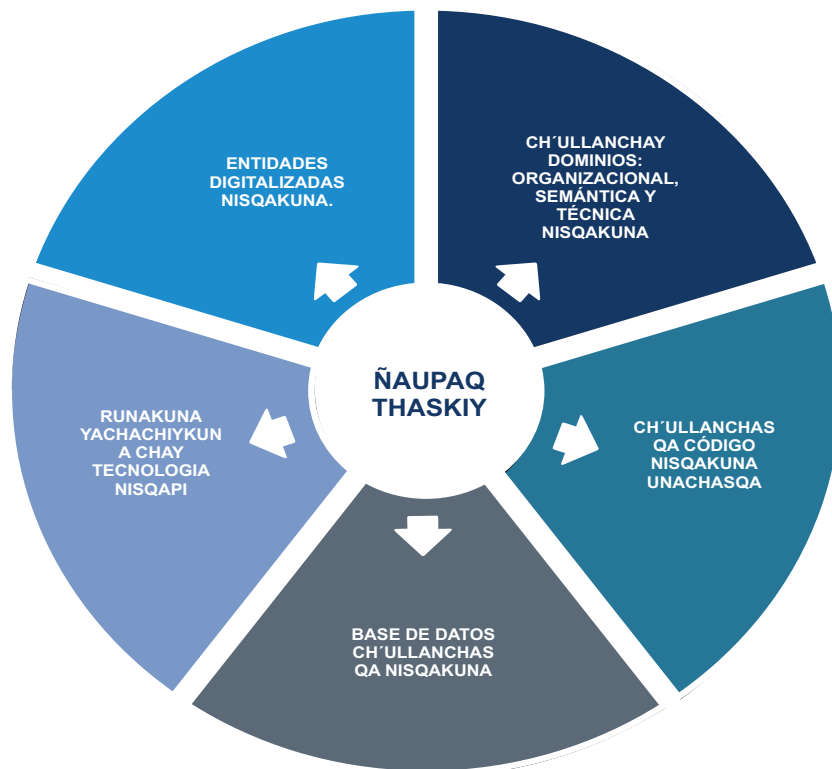 ENTIDADES
DIGITALIZADAS
NISQAKUNA.
CH´ULLANCHAY
DOMINIOS:
ORGANIZACIONAL,
SEMÁNTICA Y
TÉCNICA
NISQAKUNA
ÑAUPAQ
THASKIY
RUNAKUNA
YACHACHIYKUN
A CHAY
TECNOLOGIA
NISQAPI
CH´ULLANCHAS
QA CÓDIGO
NISQAKUNA
UNACHASQA
BASE DE DATOS
CH´ULLANCHAS
QA NISQAKUNA